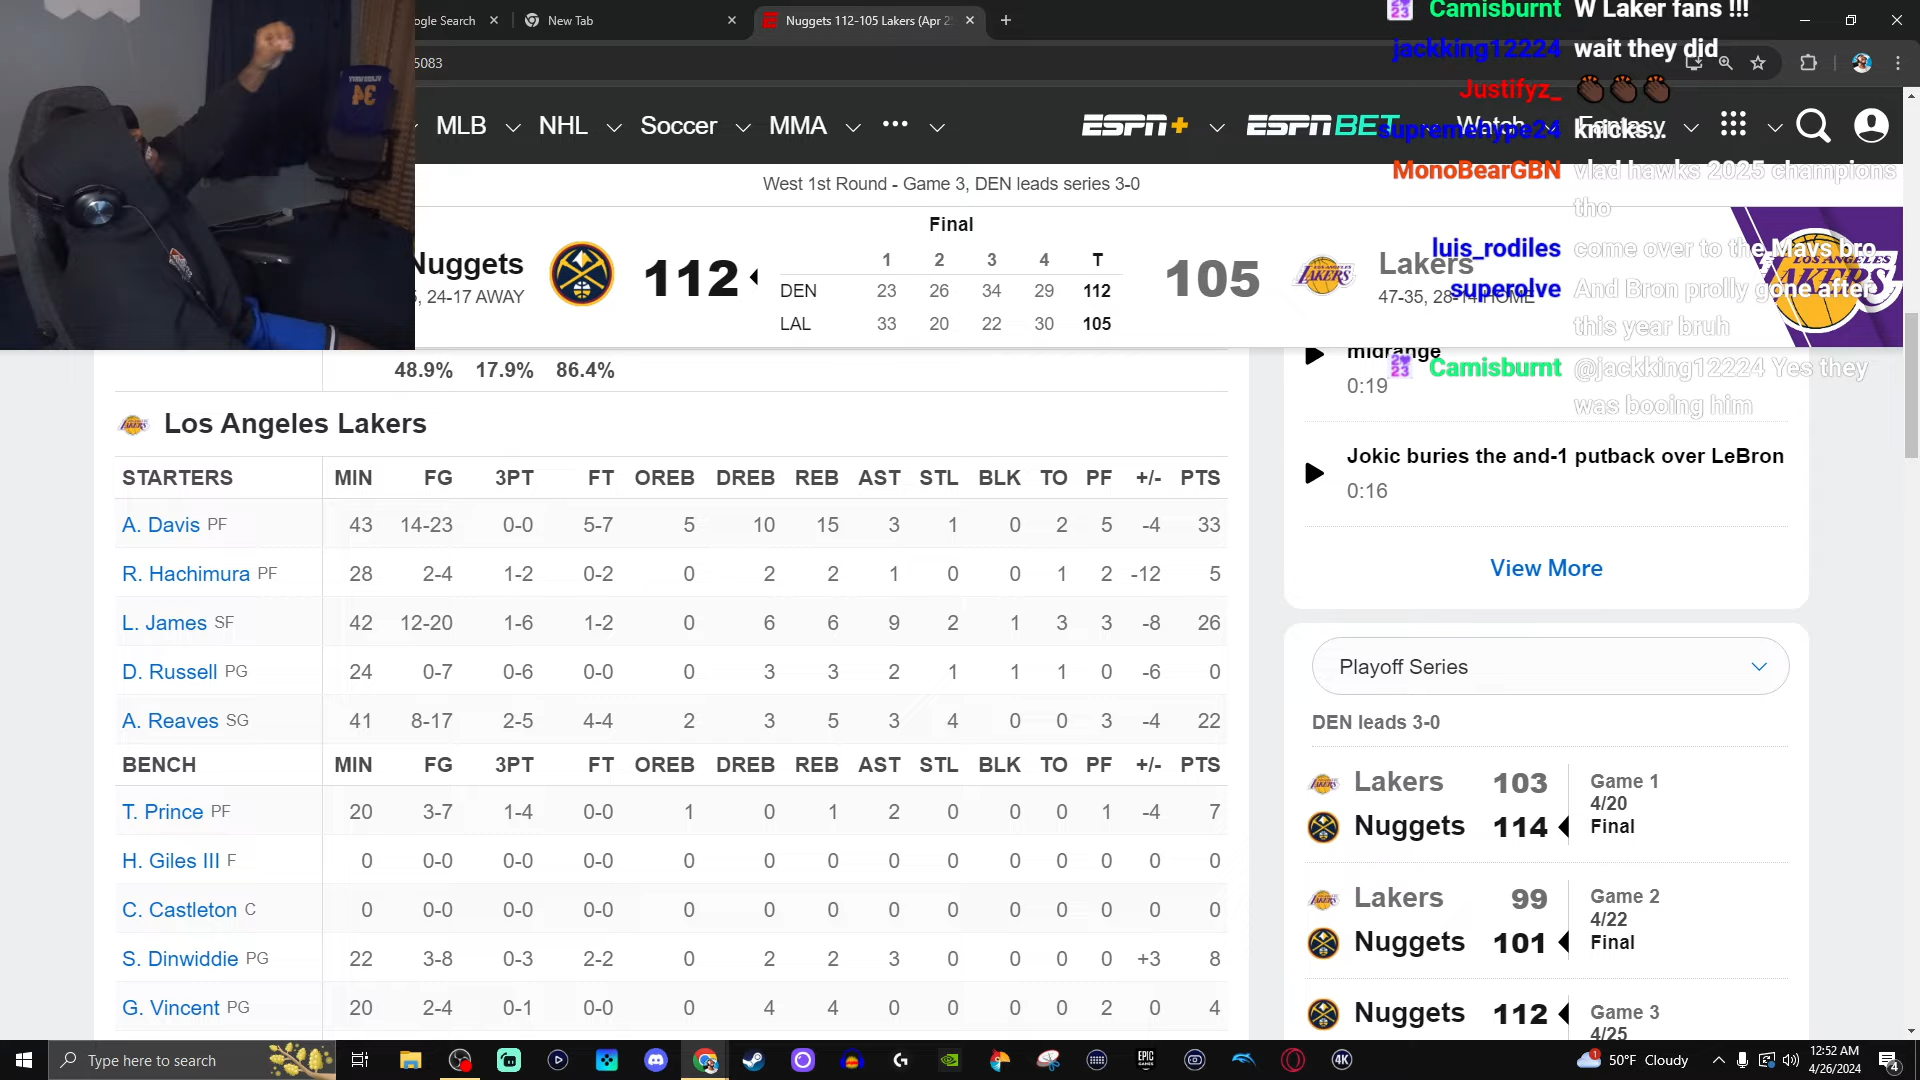 ogle Search
New Tab
Nuggets 112-105 Lakers (Apr 2
5083
Camisburnt W Laker fans !!!
jackking12224 wait they did
Justifyz_
supremehype24 knicks...
MonoBearGBN vlad hawks 2025 champions
tho
luis_rodiles come over to the Mavs bro
superolve And Bron prolly gone after
this year bruh
Camisburnt @jackking12224 Yes they
was booing him
MLB NHL Soccer MMA ••• ESPN+ ESPN BET Watch Fantasy
West 1st Round - Game 3, DEN leads series 3-0
Final
Nuggets 112
24-17 AWAY
1 2 3 4 T
DEN 23 26 34 29 112
LAL 33 20 22 30 105
105 Lakers
47-35, 28-14 HOME
LOS ANGELES
LAKERS
34
48.9% 17.9% 86.4%
Los Angeles Lakers
STARTERS MIN FG 3PT FT OREB DREB REB AST STL BLK TO PF +/- PTS
A. Davis PF 43 14-23 0-0 5-7 5 10 15 3 1 0 2 5 -4 33
R. Hachimura PF 28 2-4 1-2 0-2 0 2 2 1 0 0 1 2 -12 5
L. James SF 42 12-20 1-6 1-2 0 6 6 9 2 1 3 3 -8 26
D. Russell PG 24 0-7 0-6 0-0 0 3 3 2 1 1 1 0 -6 0
A. Reaves SG 41 8-17 2-5 4-4 2 3 5 3 4 0 0 3 -4 22
BENCH MIN FG 3PT FT OREB DREB REB AST STL BLK TO PF +/- PTS
T. Prince PF 20 3-7 1-4 0-0 1 0 1 2 0 0 0 1 -4 7
H. Giles III F 0 0-0 0-0 0-0 0 0 0 0 0 0 0 0 0 0
C. Castleton C 0 0-0 0-0 0-0 0 0 0 0 0 0 0 0 0 0
S. Dinwiddie PG 22 3-8 0-3 2-2 0 2 2 3 0 0 0 0 +3 8
G. Vincent PG 20 2-4 0-1 0-0 0 4 4 0 0 0 0 2 0 4
midrange
0:19
Jokic buries the and-1 putback over LeBron
0:16
View More
Playoff Series
DEN leads 3-0
Lakers 103
Nuggets 114
Game 1
4/20
Final
Lakers 99
Nuggets 101
Game 2
4/22
Final
Nuggets 112
Game 3
4/25
Type here to search
EPIC GAMES
4K
1
50°F Cloudy
12:52 AM
4/26/2024
4